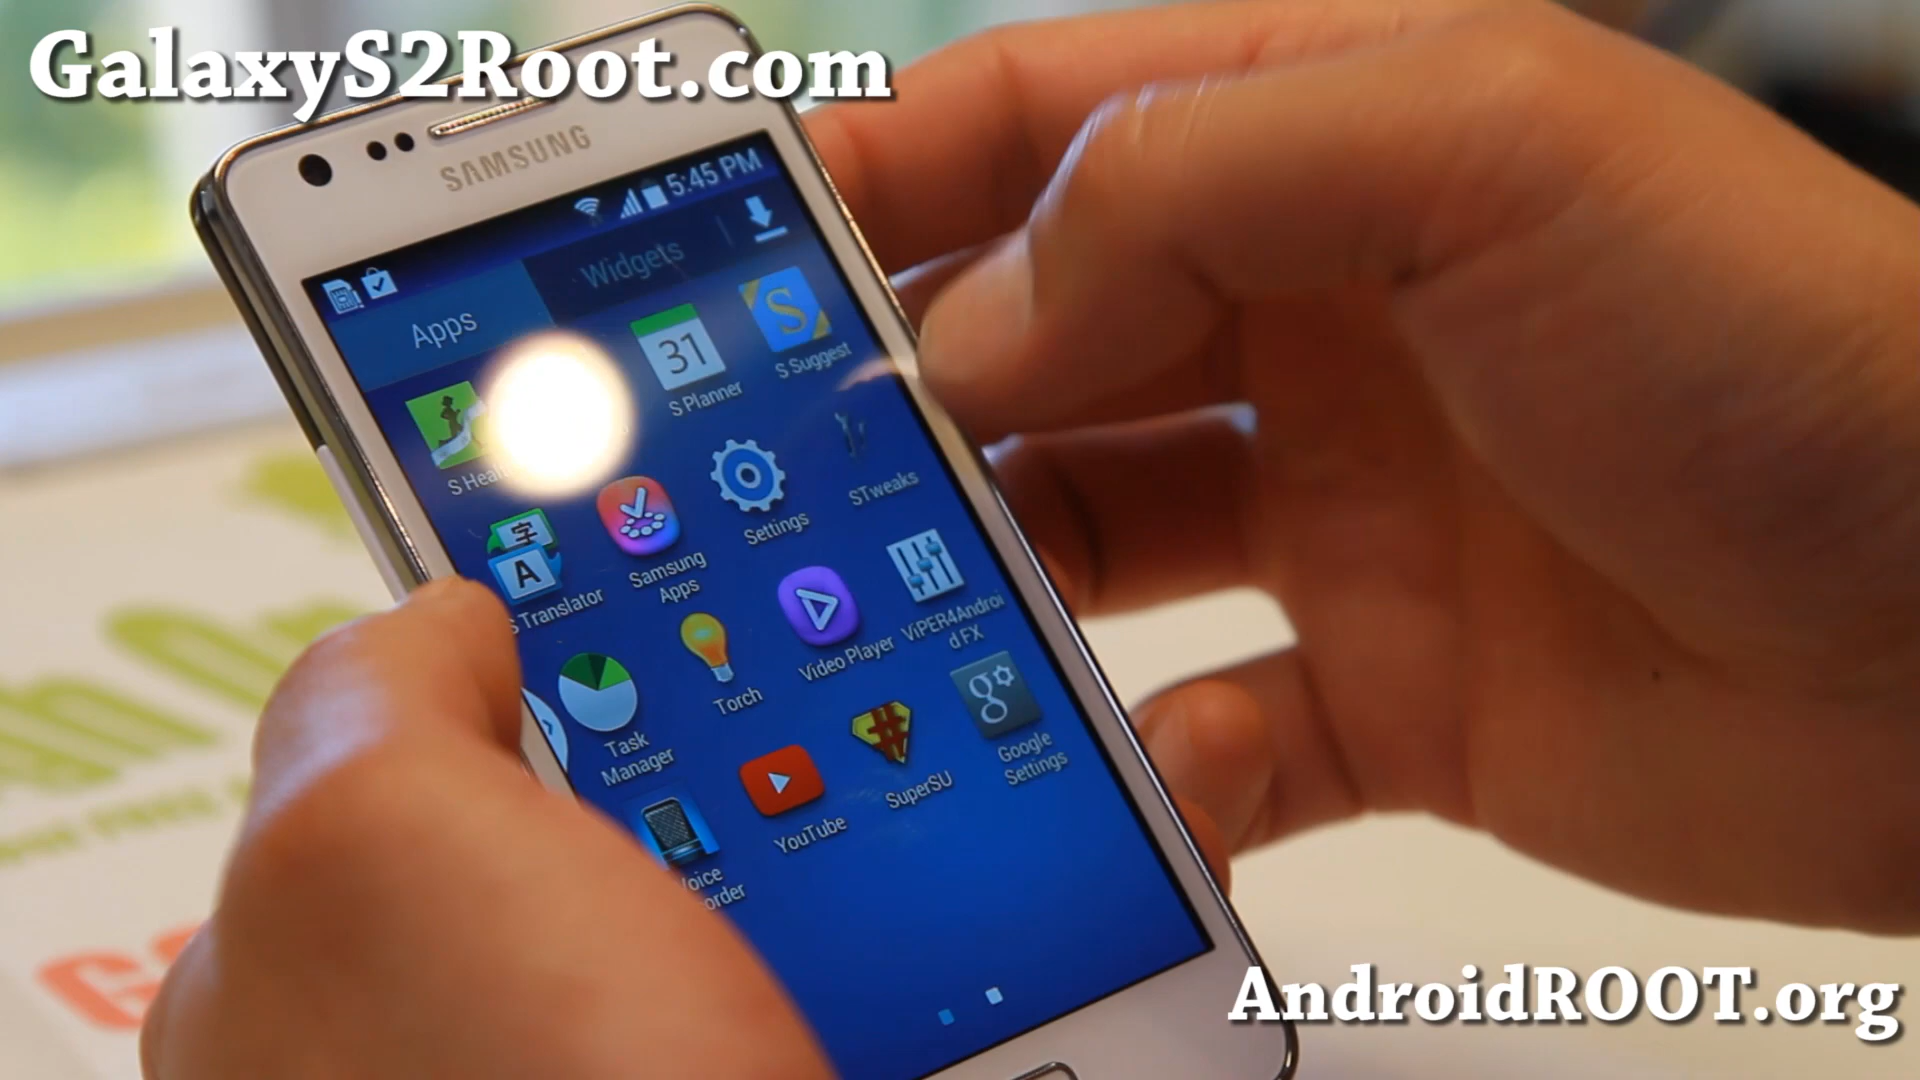 GalaxyS2Root.com
SAMSUNG
5:45 PM
Apps
Widgets
31
S
S Planner
S Suggest
字
A
S Translator
Samsung
Apps
Settings
STweaks
Task
Manager
Torch
Video Player
ViPER4Androi
d FX
YouTube
#
SuperSU
g
Google
Settings
AndroidROOT.org